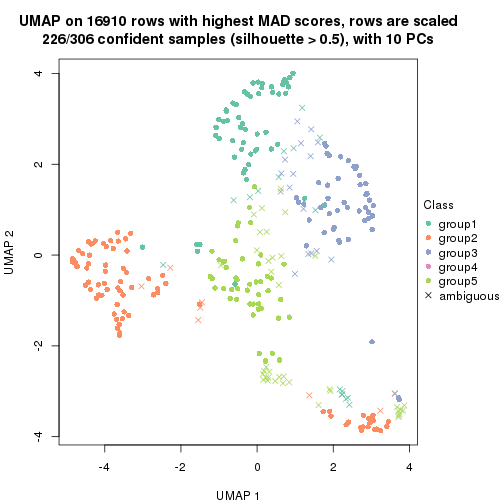 UMAP on 16910 rows with highest MAD scores, rows are scaled
226/306 confident samples (silhouette > 0.5), with 10 PCs
4
2
0
-2
-4
UMAP 2
-4
-2
0
2
4
UMAP 1
Class
group1
group2
group3
group4
group5
ambiguous